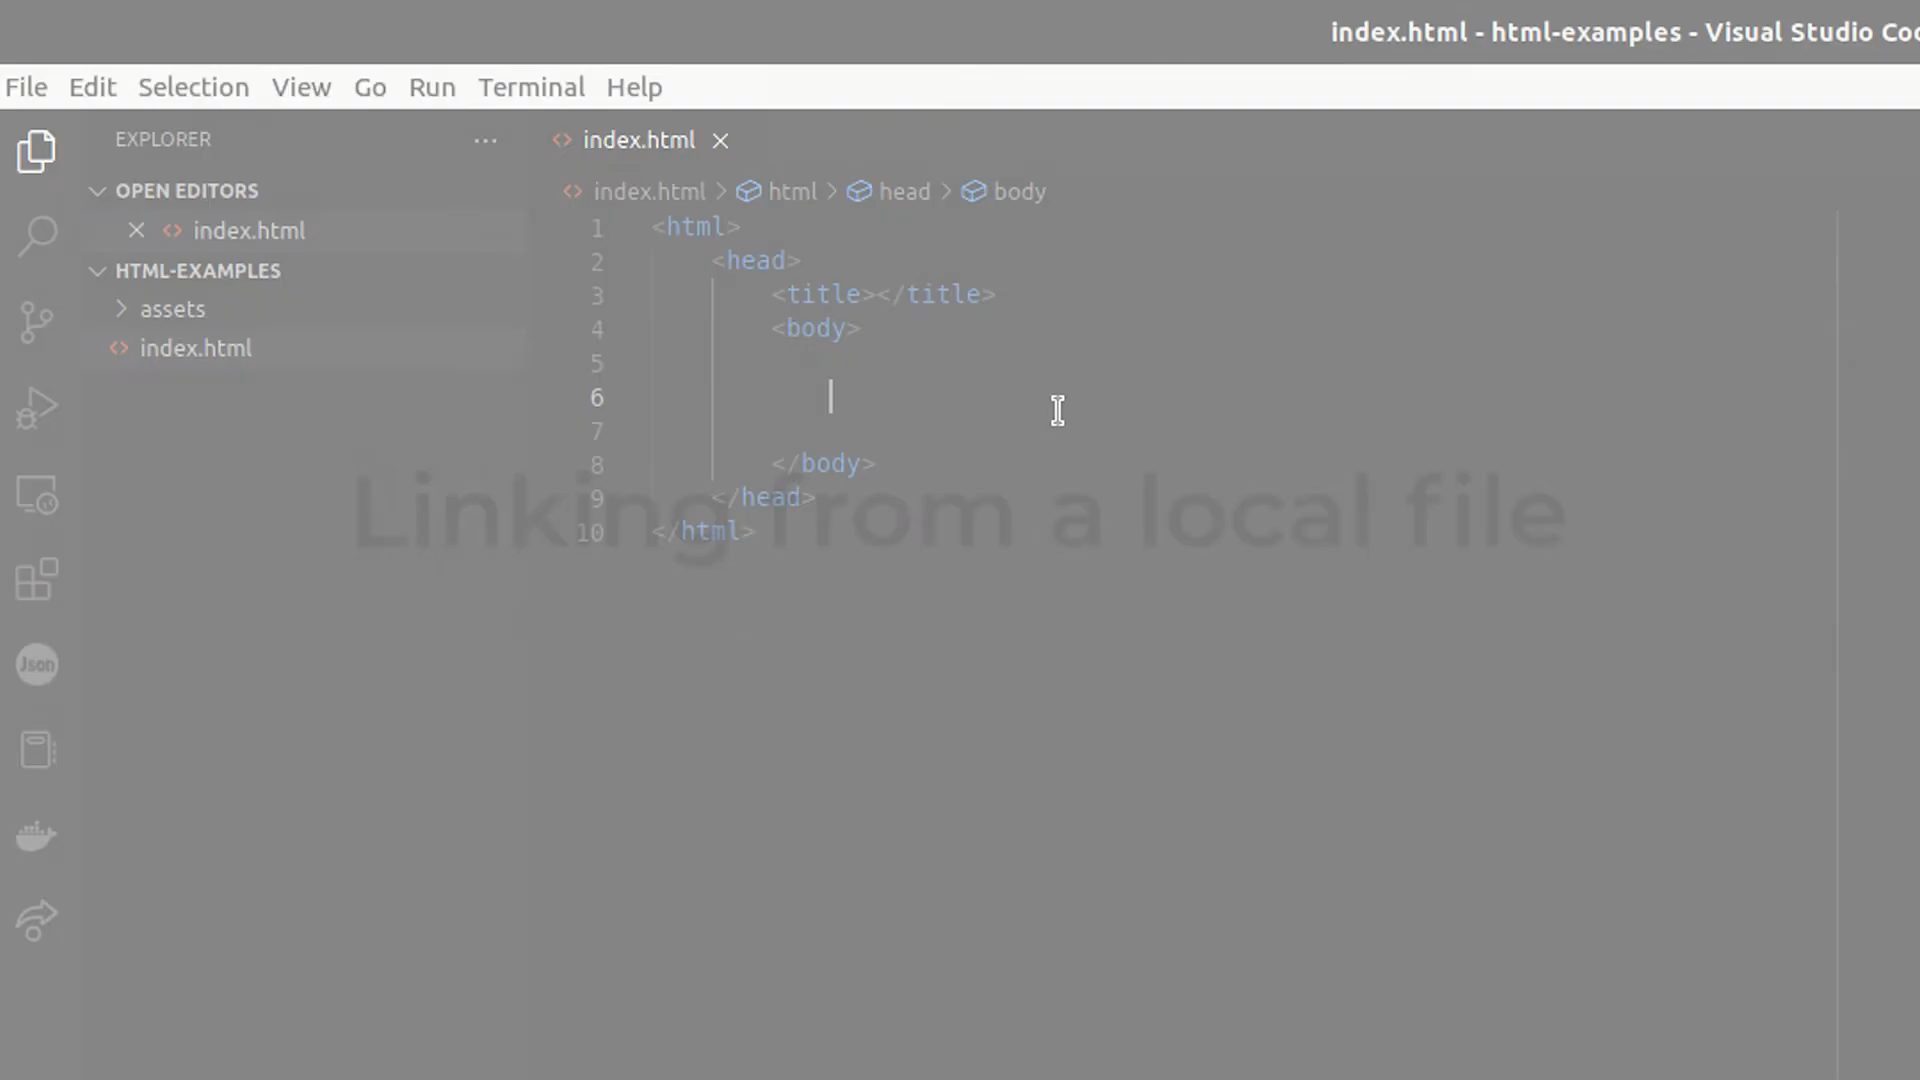 index.html - html-examples - Visual Studio Co
File Edit Selection View Go Run Terminal Help
EXPLORER ···
index.html
OPEN EDITORS
index.html > html > head > body
index.html
HTML-EXAMPLES
assets
index.html
1 <html>
2 <head>
3 <title></title>
4 <body>
5
6
7
8 </body>
9 </head>
10 </html>
Linking from a local file
Json